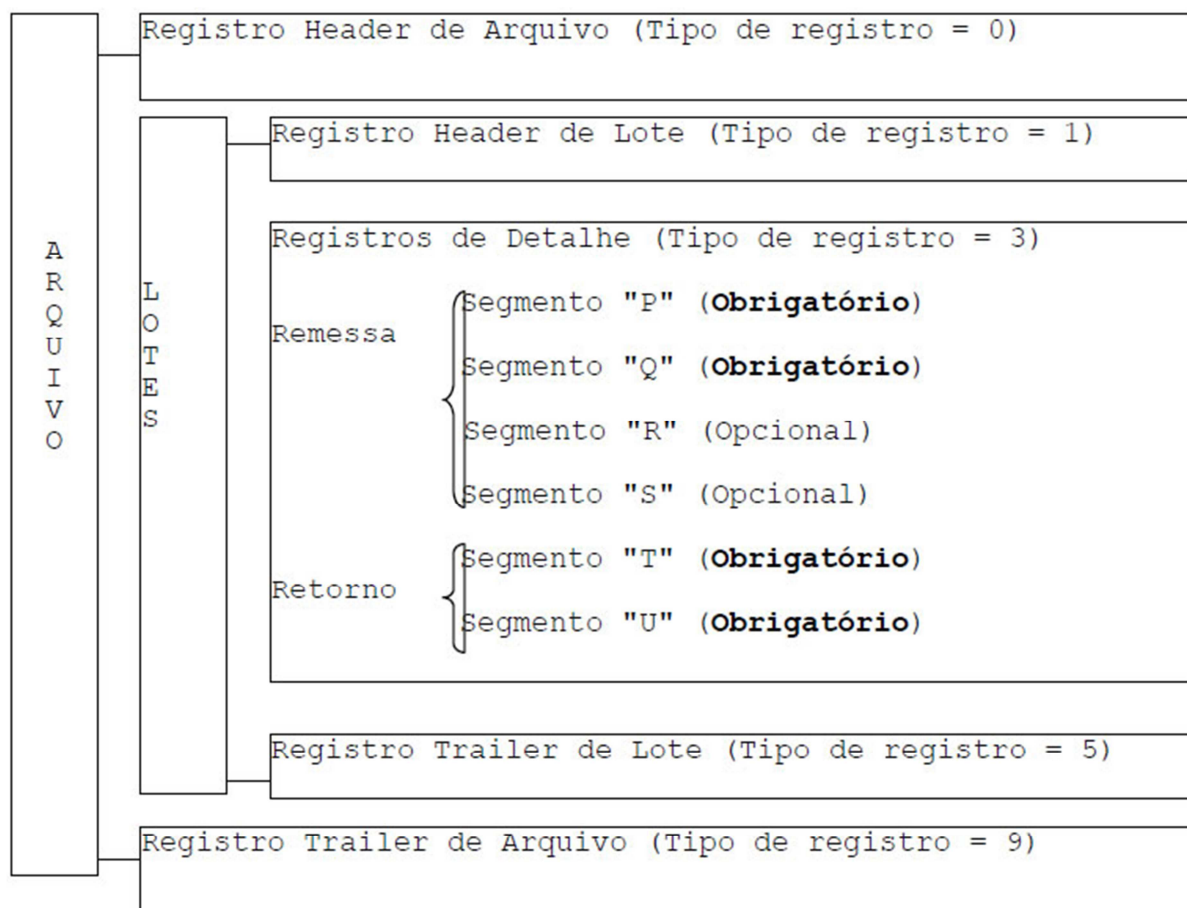 Registro Header de Arquivo (Tipo de registro = 0)
ARQUIVO
LOTES
Registro Header de Lote (Tipo de registro = 1)
Registros de Detalhe (Tipo de registro = 3)
Remessa
Segmento "P" (Obrigatório)
Segmento "Q" (Obrigatório)
Segmento "R" (Opcional)
Segmento "S" (Opcional)
Retorno
Segmento "T" (Obrigatório)
Segmento "U" (Obrigatório)
Registro Trailer de Lote (Tipo de registro = 5)
Registro Trailer de Arquivo (Tipo de registro = 9)